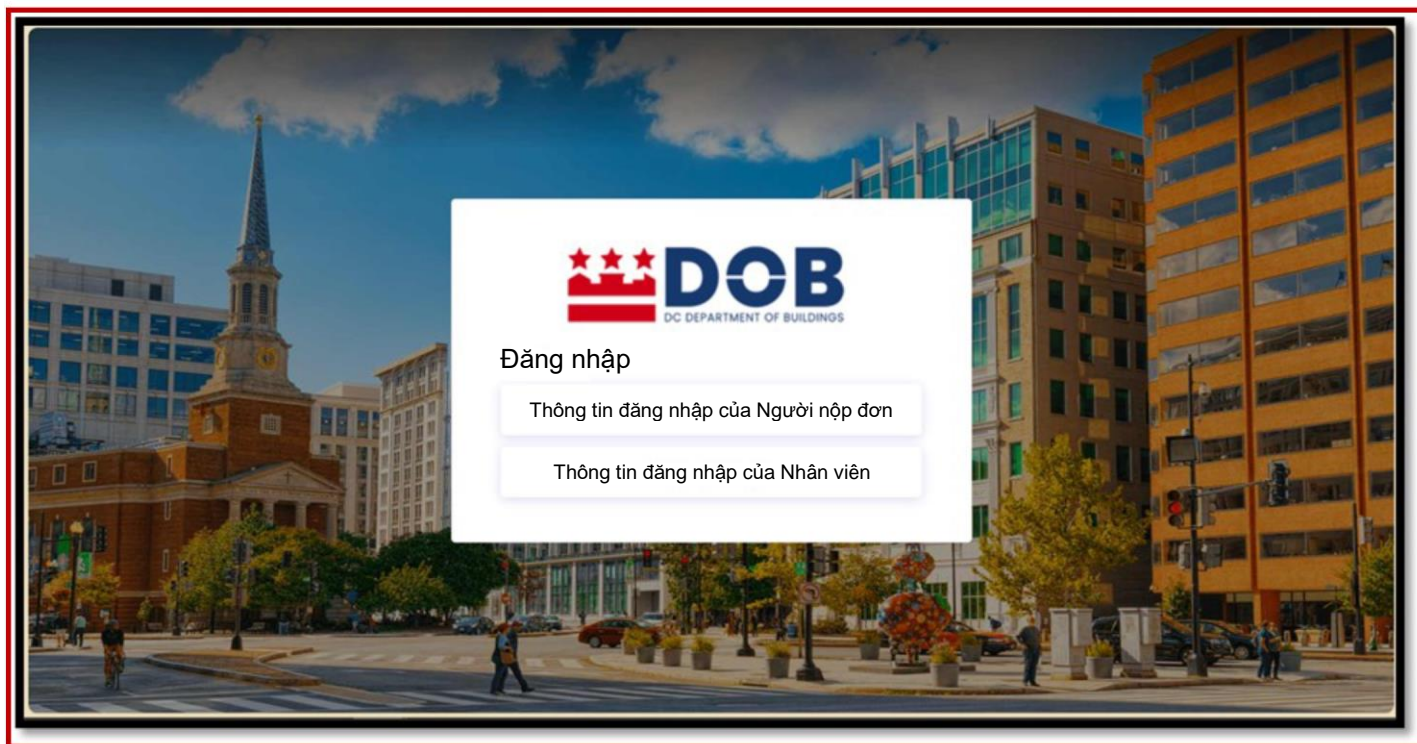 DOB
DC DEPARTMENT OF BUILDINGS
Đăng nhập
Thông tin đăng nhập của Người nộp đơn
Thông tin đăng nhập của Nhân viên